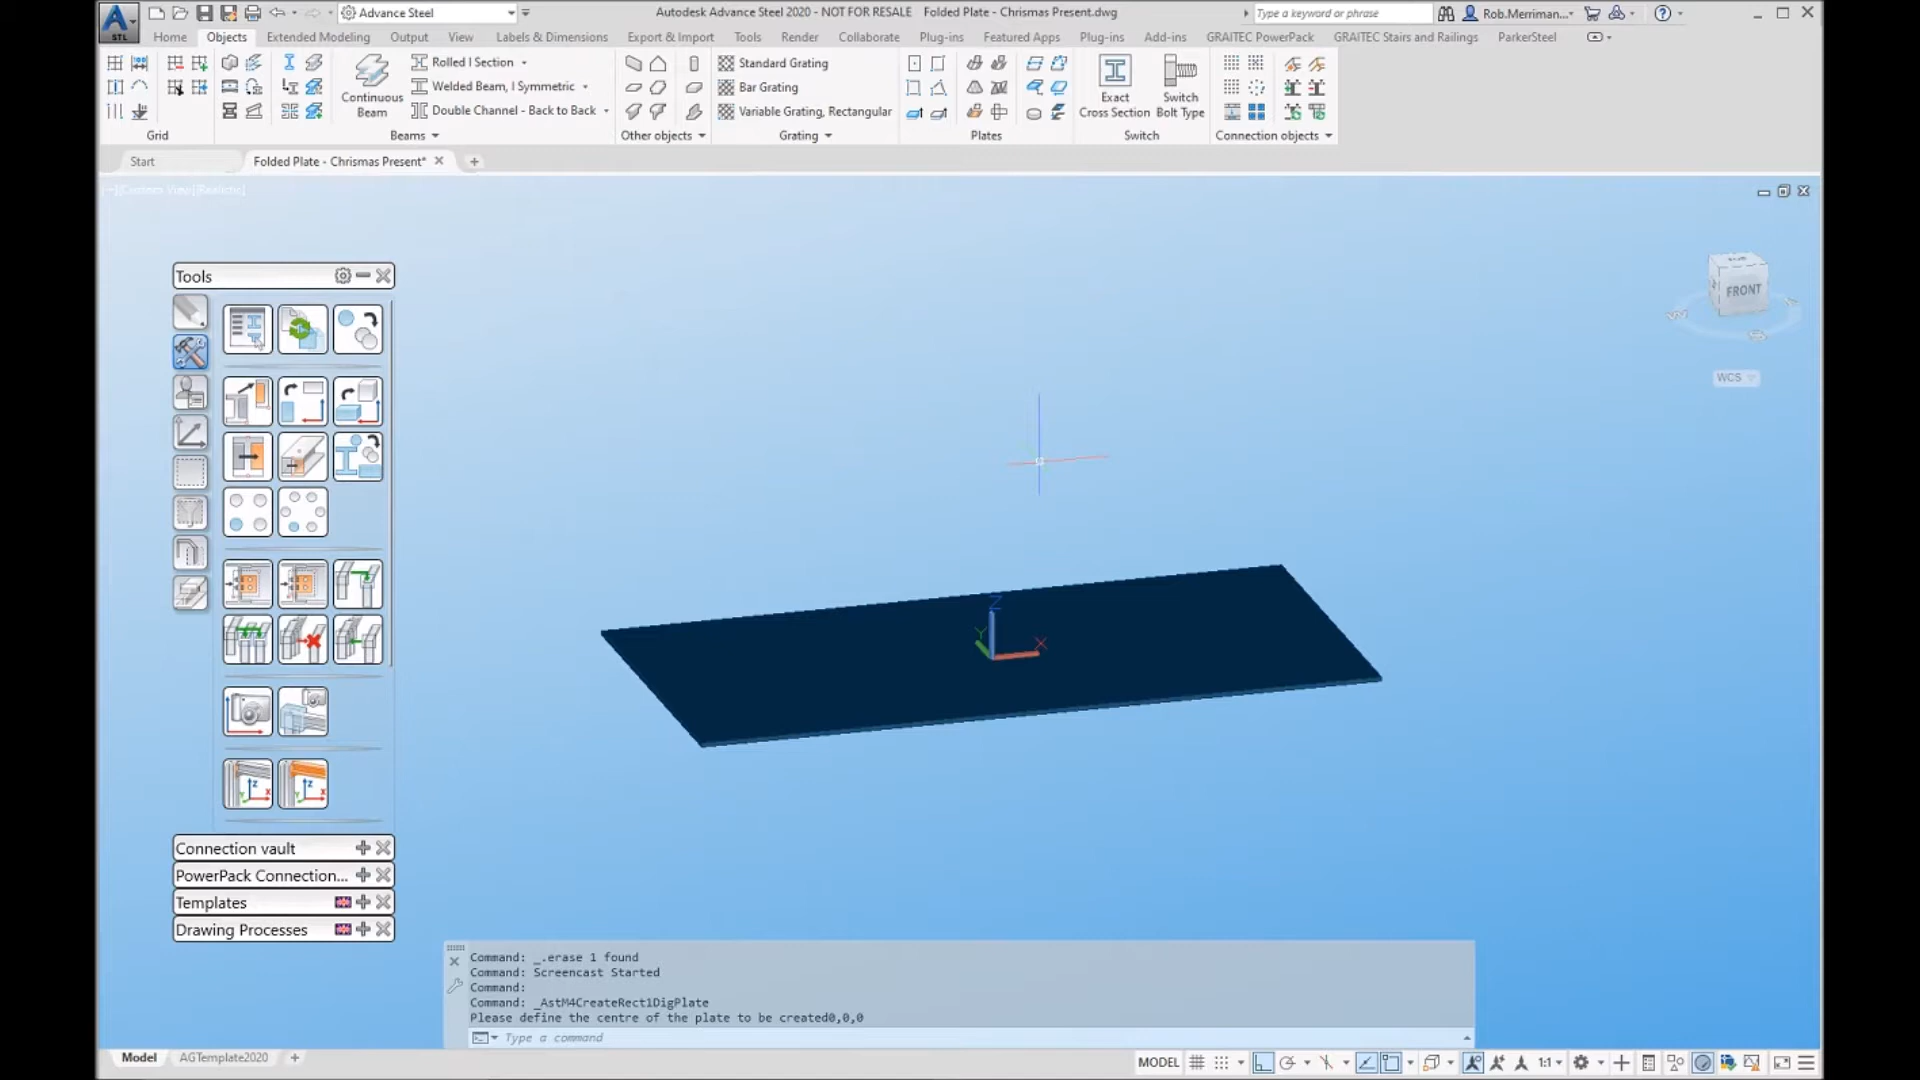 Advance Steel
Autodesk Advance Steel 2020 - NOT FOR RESALE Folded Plate - Chrismas Present.dwg
Type a keyword or phrase
Rob.Merriman...
STL
Home Objects Extended Modeling Output View Labels & Dimensions Export & Import Tools Render Collaborate Plug-ins Featured Apps Plug-ins Add-ins GRAITEC PowerPack GRAITEC Stairs and Railings ParkerSteel
Rolled I Section
Standard Grating
Continuous Beam
Welded Beam, I Symmetric
Bar Grating
Exact Cross Section
Switch Bolt Type
Double Channel - Back to Back
Variable Grating, Rectangular
Grid Beams Other objects Grating Plates Switch Connection objects
Start Folded Plate - Chrismas Present* +
[-][Custom View][Realistic]
FRONT
WCS
Tools
Z
Y X
Connection vault
PowerPack Connection...
Templates
Drawing Processes
Command: _.erase 1 found
Command: Screencast Started
Command:
Command: _AstM4CreateRect1DigPlate
Please define the centre of the plate to be created0,0,0
Type a command
Model AGTemplate2020 +
MODEL 1:1